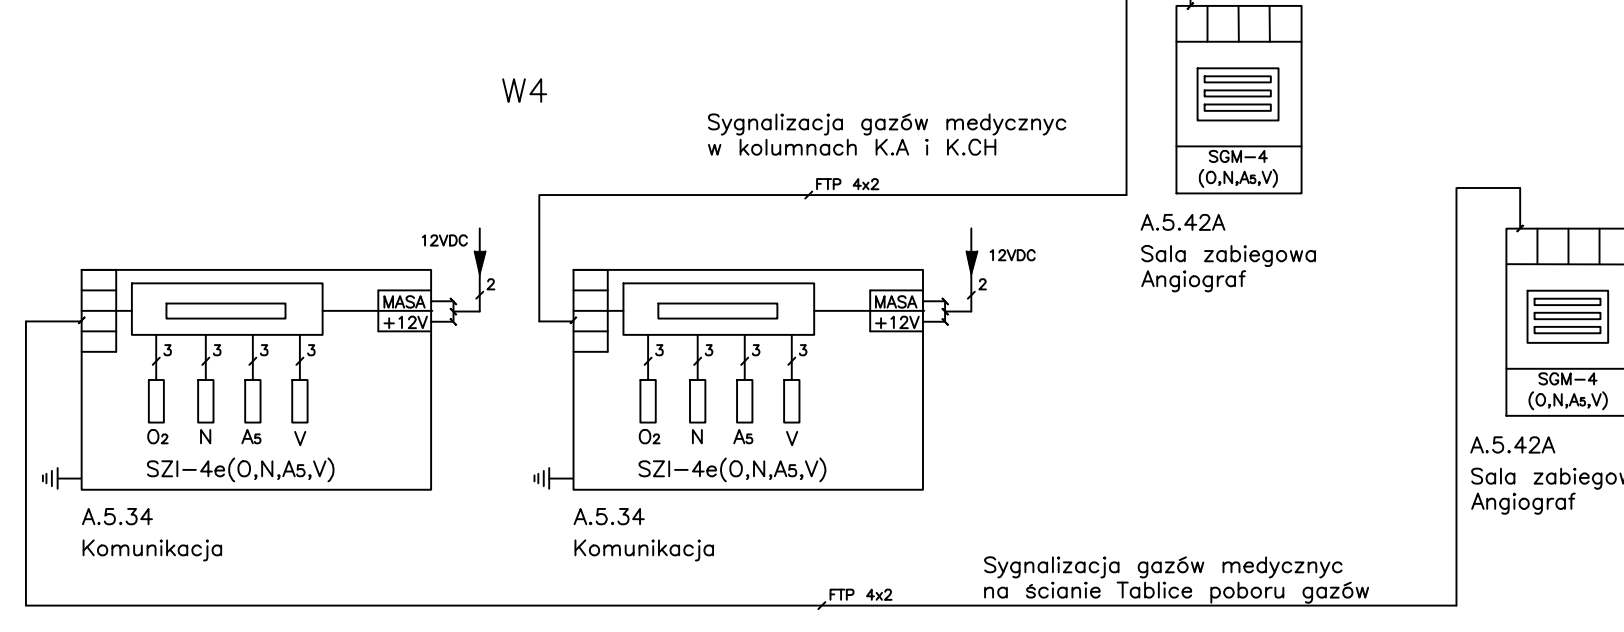 W4
Sygnalizacja gazów medycznyc
w kolumnach K.A i K.CH
FTP 4x2
SGM-4
(O,N,A5,V)
A.5.42A
Sala zabiegowa
Angiograf
12VDC
2
MASA
+12V
3 3 3 3
O2 N A5 V
SZI-4e(O,N,A5,V)
A.5.34
Komunikacja
12VDC
2
MASA
+12V
3 3 3 3
O2 N A5 V
SZI-4e(O,N,A5,V)
A.5.34
Komunikacja
SGM-4
(O,N,A5,V)
A.5.42A
Sala zabiegow
Angiograf
Sygnalizacja gazów medycznyc
na ścianie Tablice poboru gazów
FTP 4x2